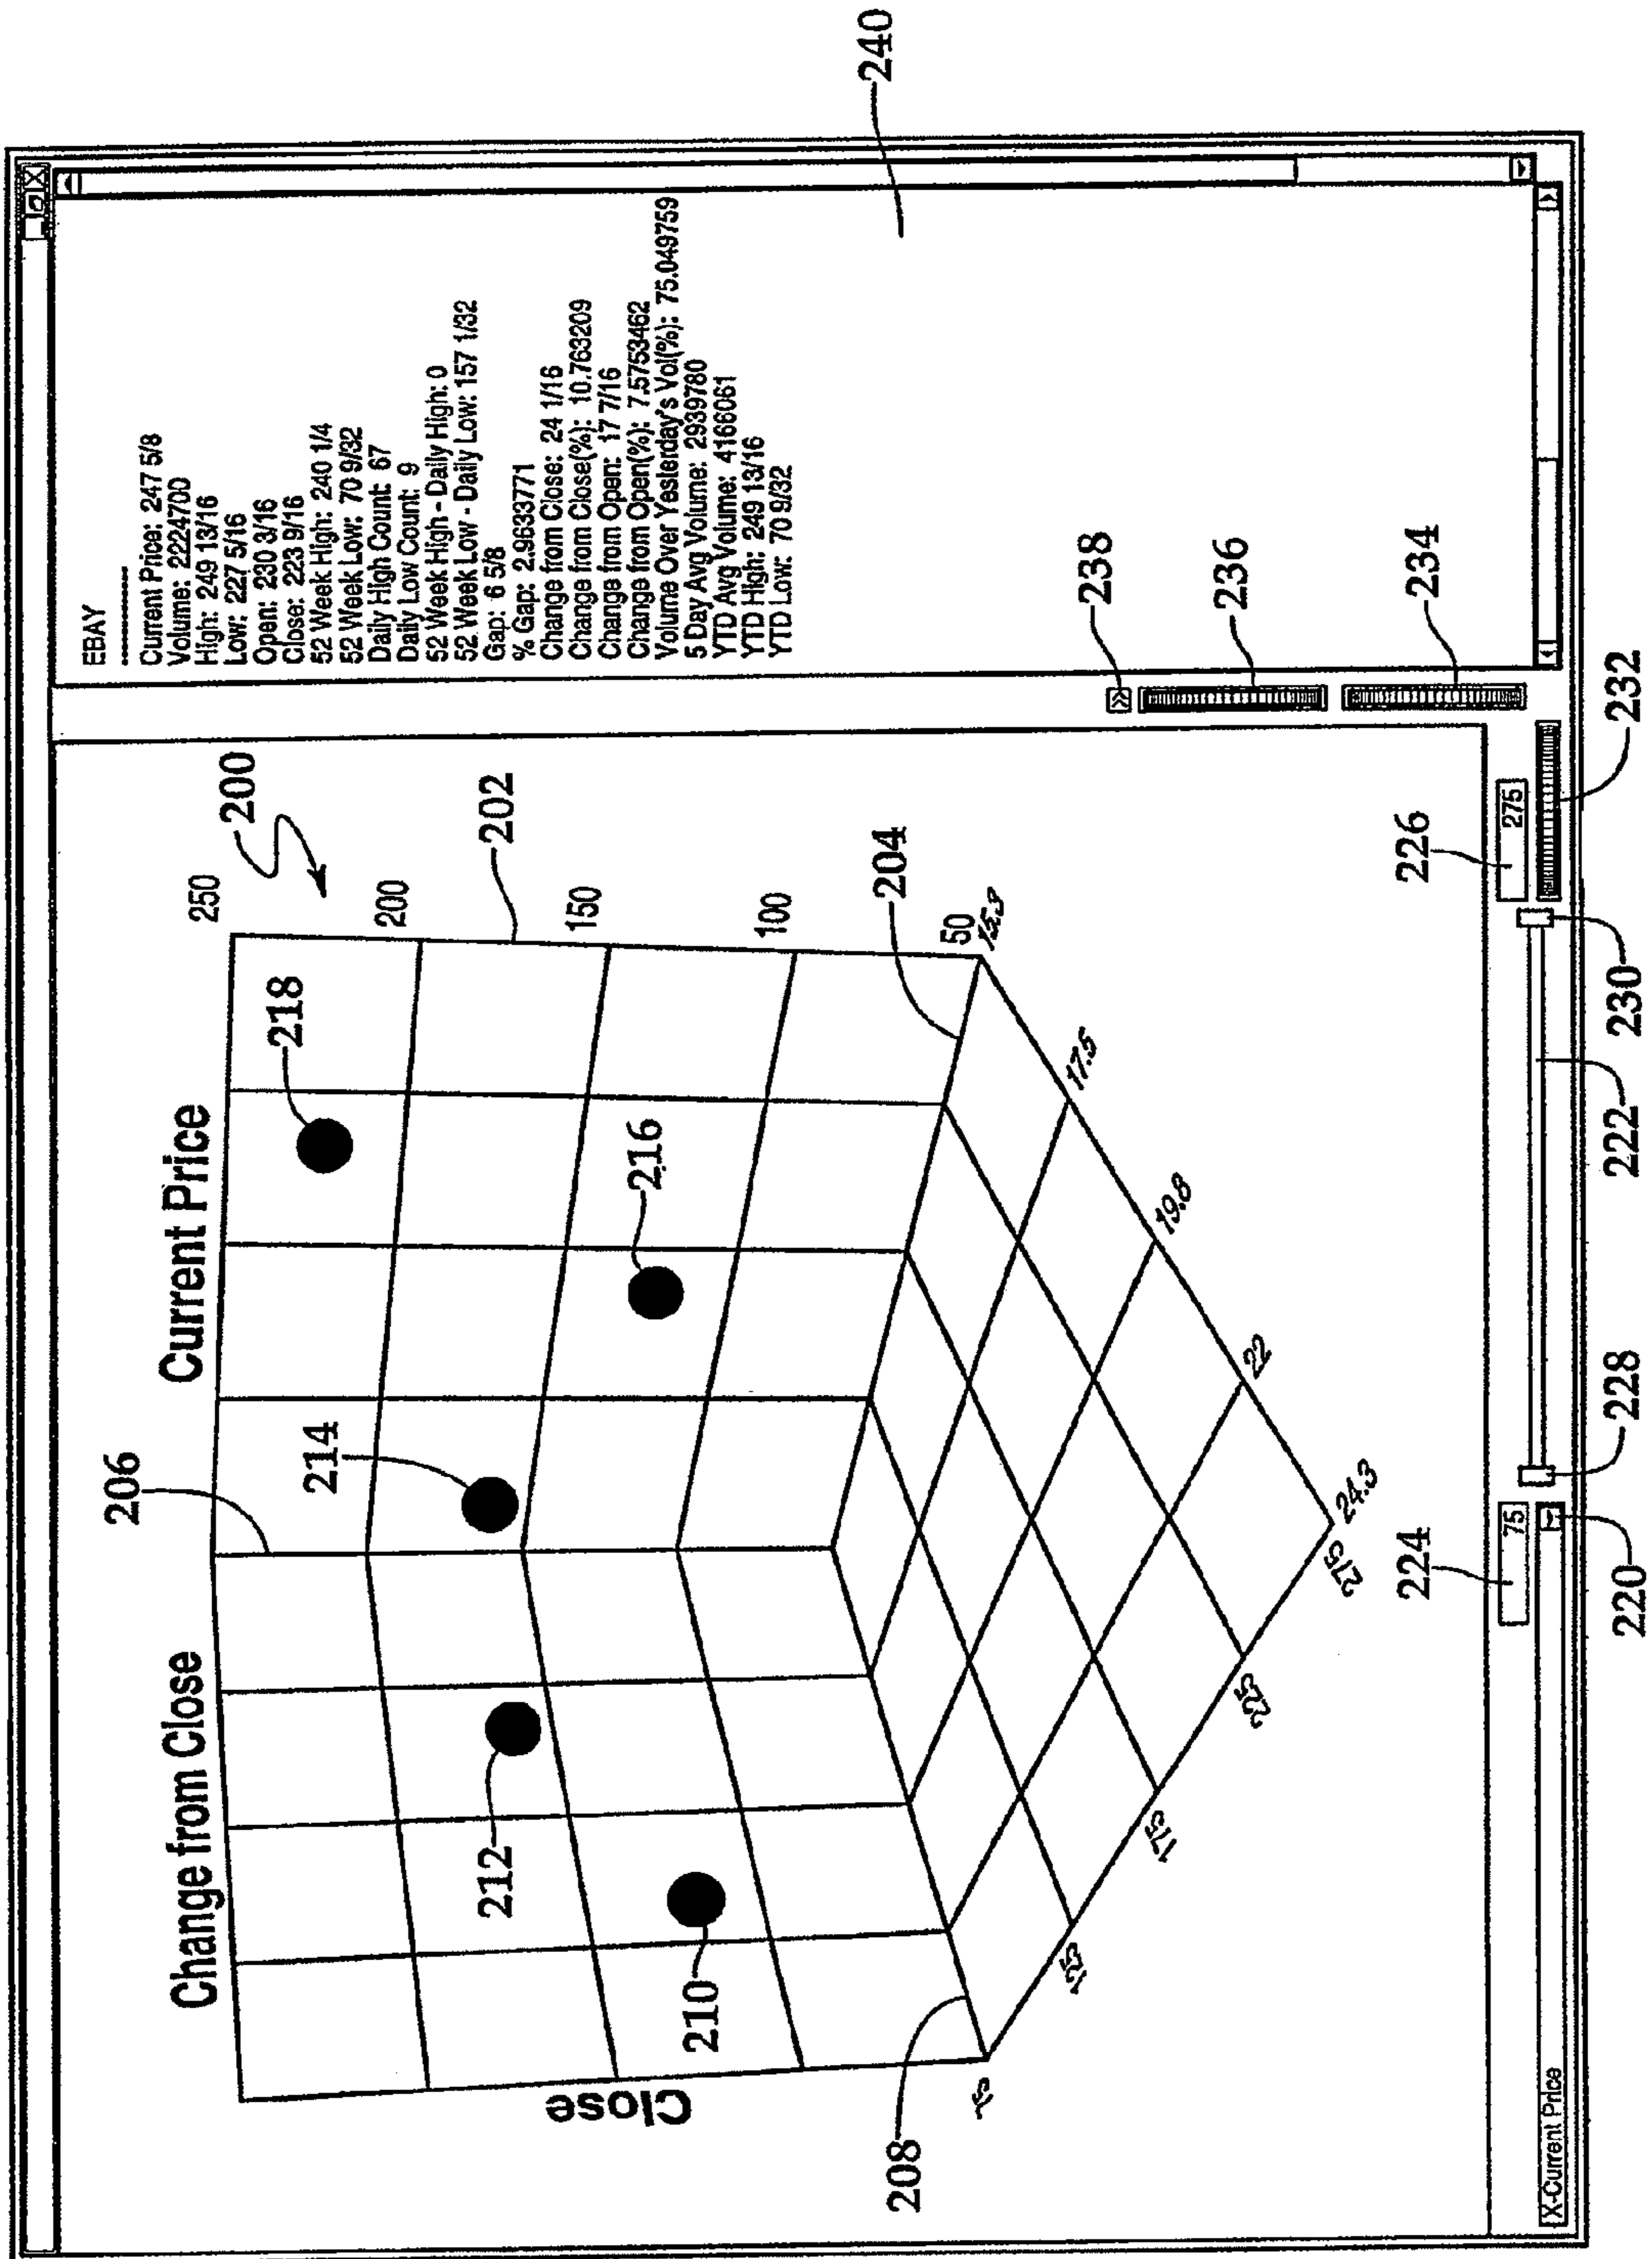 EBAY
----------
Current Price: 247 5/8
Volume: 2224700
High: 249 13/16
Low: 227 5/16
Open: 230 3/16
Close: 223 9/16
52 Week High: 240 1/4
52 Week Low: 70 9/32
Daily High Count: 67
Daily Low Count: 9
52 Week High - Daily High: 0
52 Week Low - Daily Low: 157 1/32
Gap: 6 5/8
% Gap: 2.9633771
Change from Close: 24 1/16
Change from Close(%): 10.763209
Change from Open: 17 7/16
Change from Open(%): 7.5753462
Volume Over Yesterday's Vol(%): 75.049759
5 Day Avg Volume: 2939780
YTD Avg Volume: 4166061
YTD High: 249 13/16
YTD Low: 70 9/32
240
238
236
234
232
Change from Close
Current Price
Close
206
200
202
204
208
210
212
214
216
218
250
200
150
100
50
15.3
17.5
19.8
22
24.3
275
225
175
125
75
224
75
226
275
X-Current Price
220
228
222
230